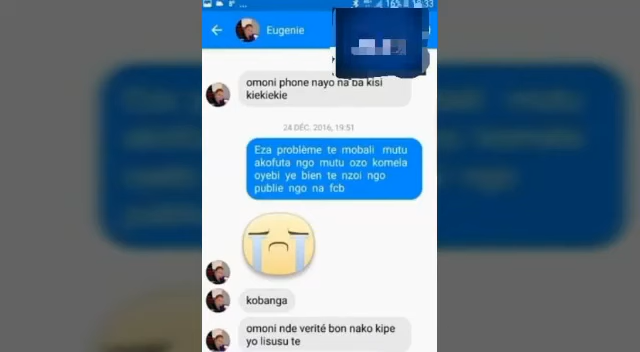 18:33
Eugenie
omoni phone nayo na ba kisi
kiekiekie
24 DÉC. 2016, 19:51
Eza problème te mobali mutu
akofuta ngo mutu ozo komela
oyebi ye bien te nzoi ngo
publie ngo na fcb
kobanga
omoni nde verité bon nako kipe
yo lisusu te